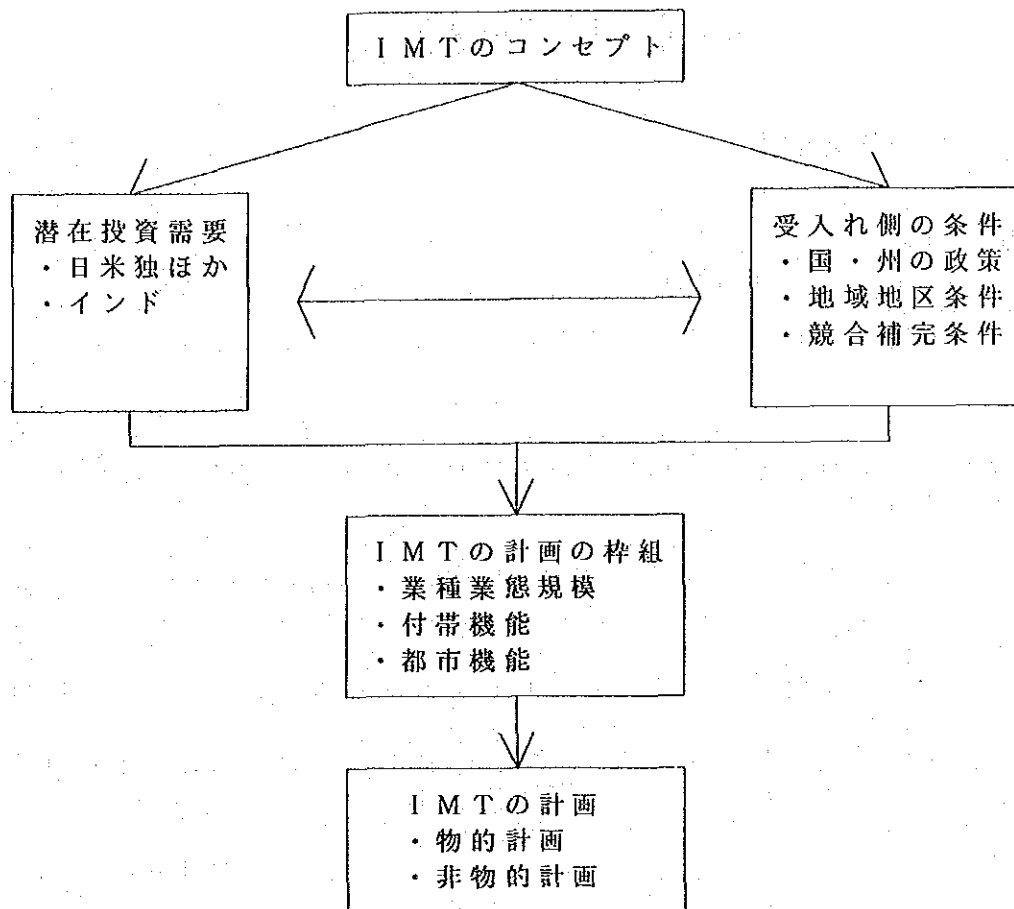 IMTのコンセプト
潜在投資需要
・日米独ほか
・インド
受入れ側の条件
・国・州の政策
・地域地区条件
・競合補完条件
IMTの計画の枠組
・業種業態規模
・付帯機能
・都市機能
IMTの計画
・物的計画
・非物的計画